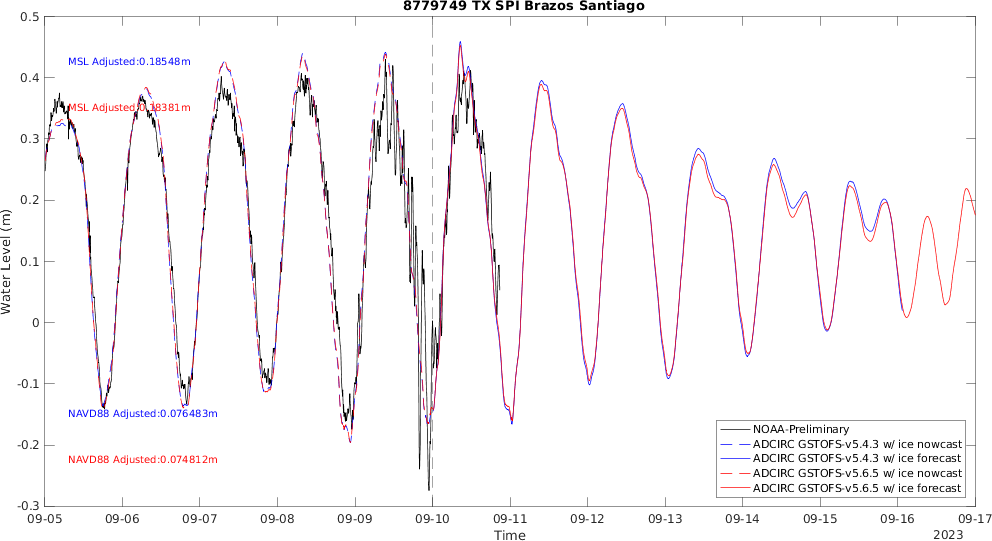 8779749 TX SPI Brazos Santiago
0.5
0.4
0.3
0.2
0.1
0
-0.1
-0.2
-0.3
Water Level (m)
MSL Adjusted:0.18548m
MSL Adjusted:0.18381m
NAVD88 Adjusted:0.076483m
NAVD88 Adjusted:0.074812m
NOAA-Preliminary
ADCIRC GSTOFS-v5.4.3 w/ ice nowcast
ADCIRC GSTOFS-v5.4.3 w/ ice forecast
ADCIRC GSTOFS-v5.6.5 w/ ice nowcast
ADCIRC GSTOFS-v5.6.5 w/ ice forecast
09-05 09-06 09-07 09-08 09-09 09-10 09-11 09-12 09-13 09-14 09-15 09-16 09-17
Time
2023